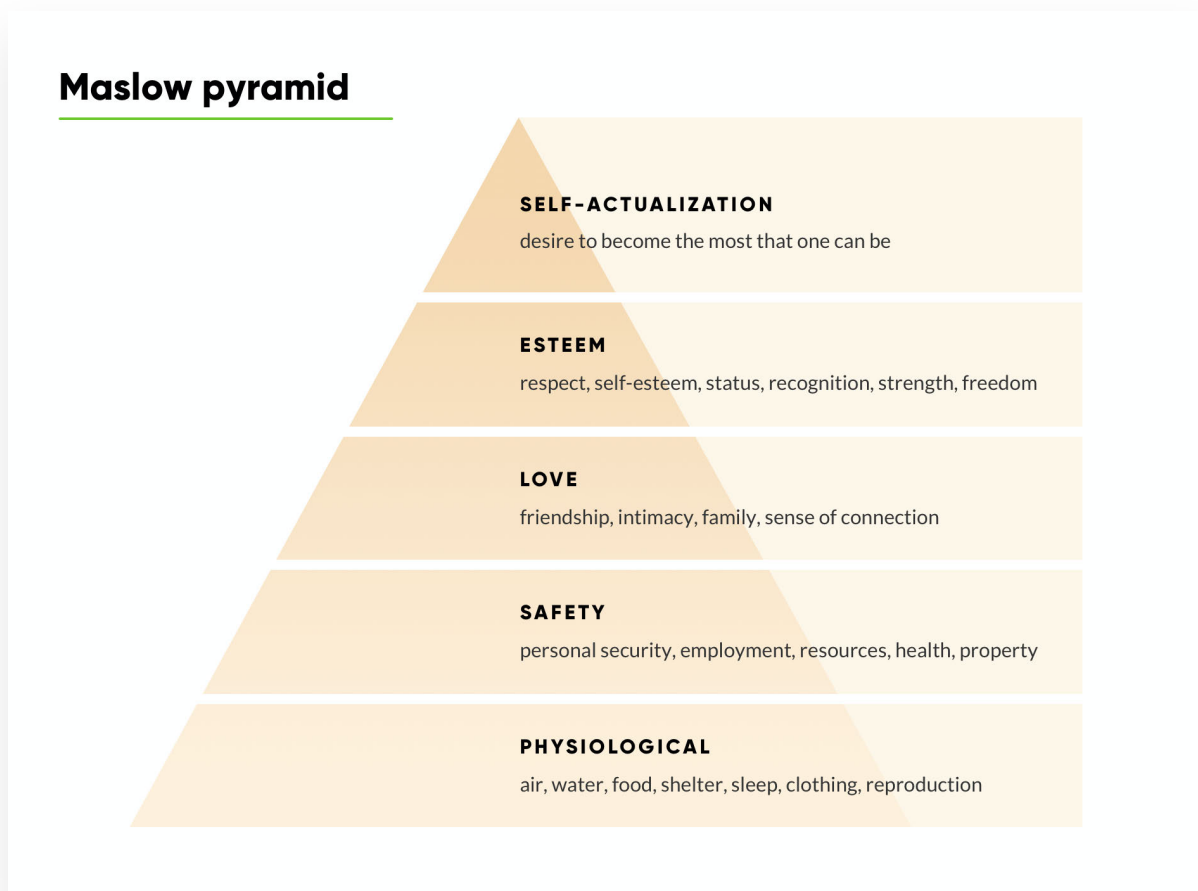 Maslow pyramid
SELF-ACTUALIZATION
desire to become the most that one can be
ESTEEM
respect, self-esteem, status, recognition, strength, freedom
LOVE
friendship, intimacy, family, sense of connection
SAFETY
personal security, employment, resources, health, property
PHYSIOLOGICAL
air, water, food, shelter, sleep, clothing, reproduction